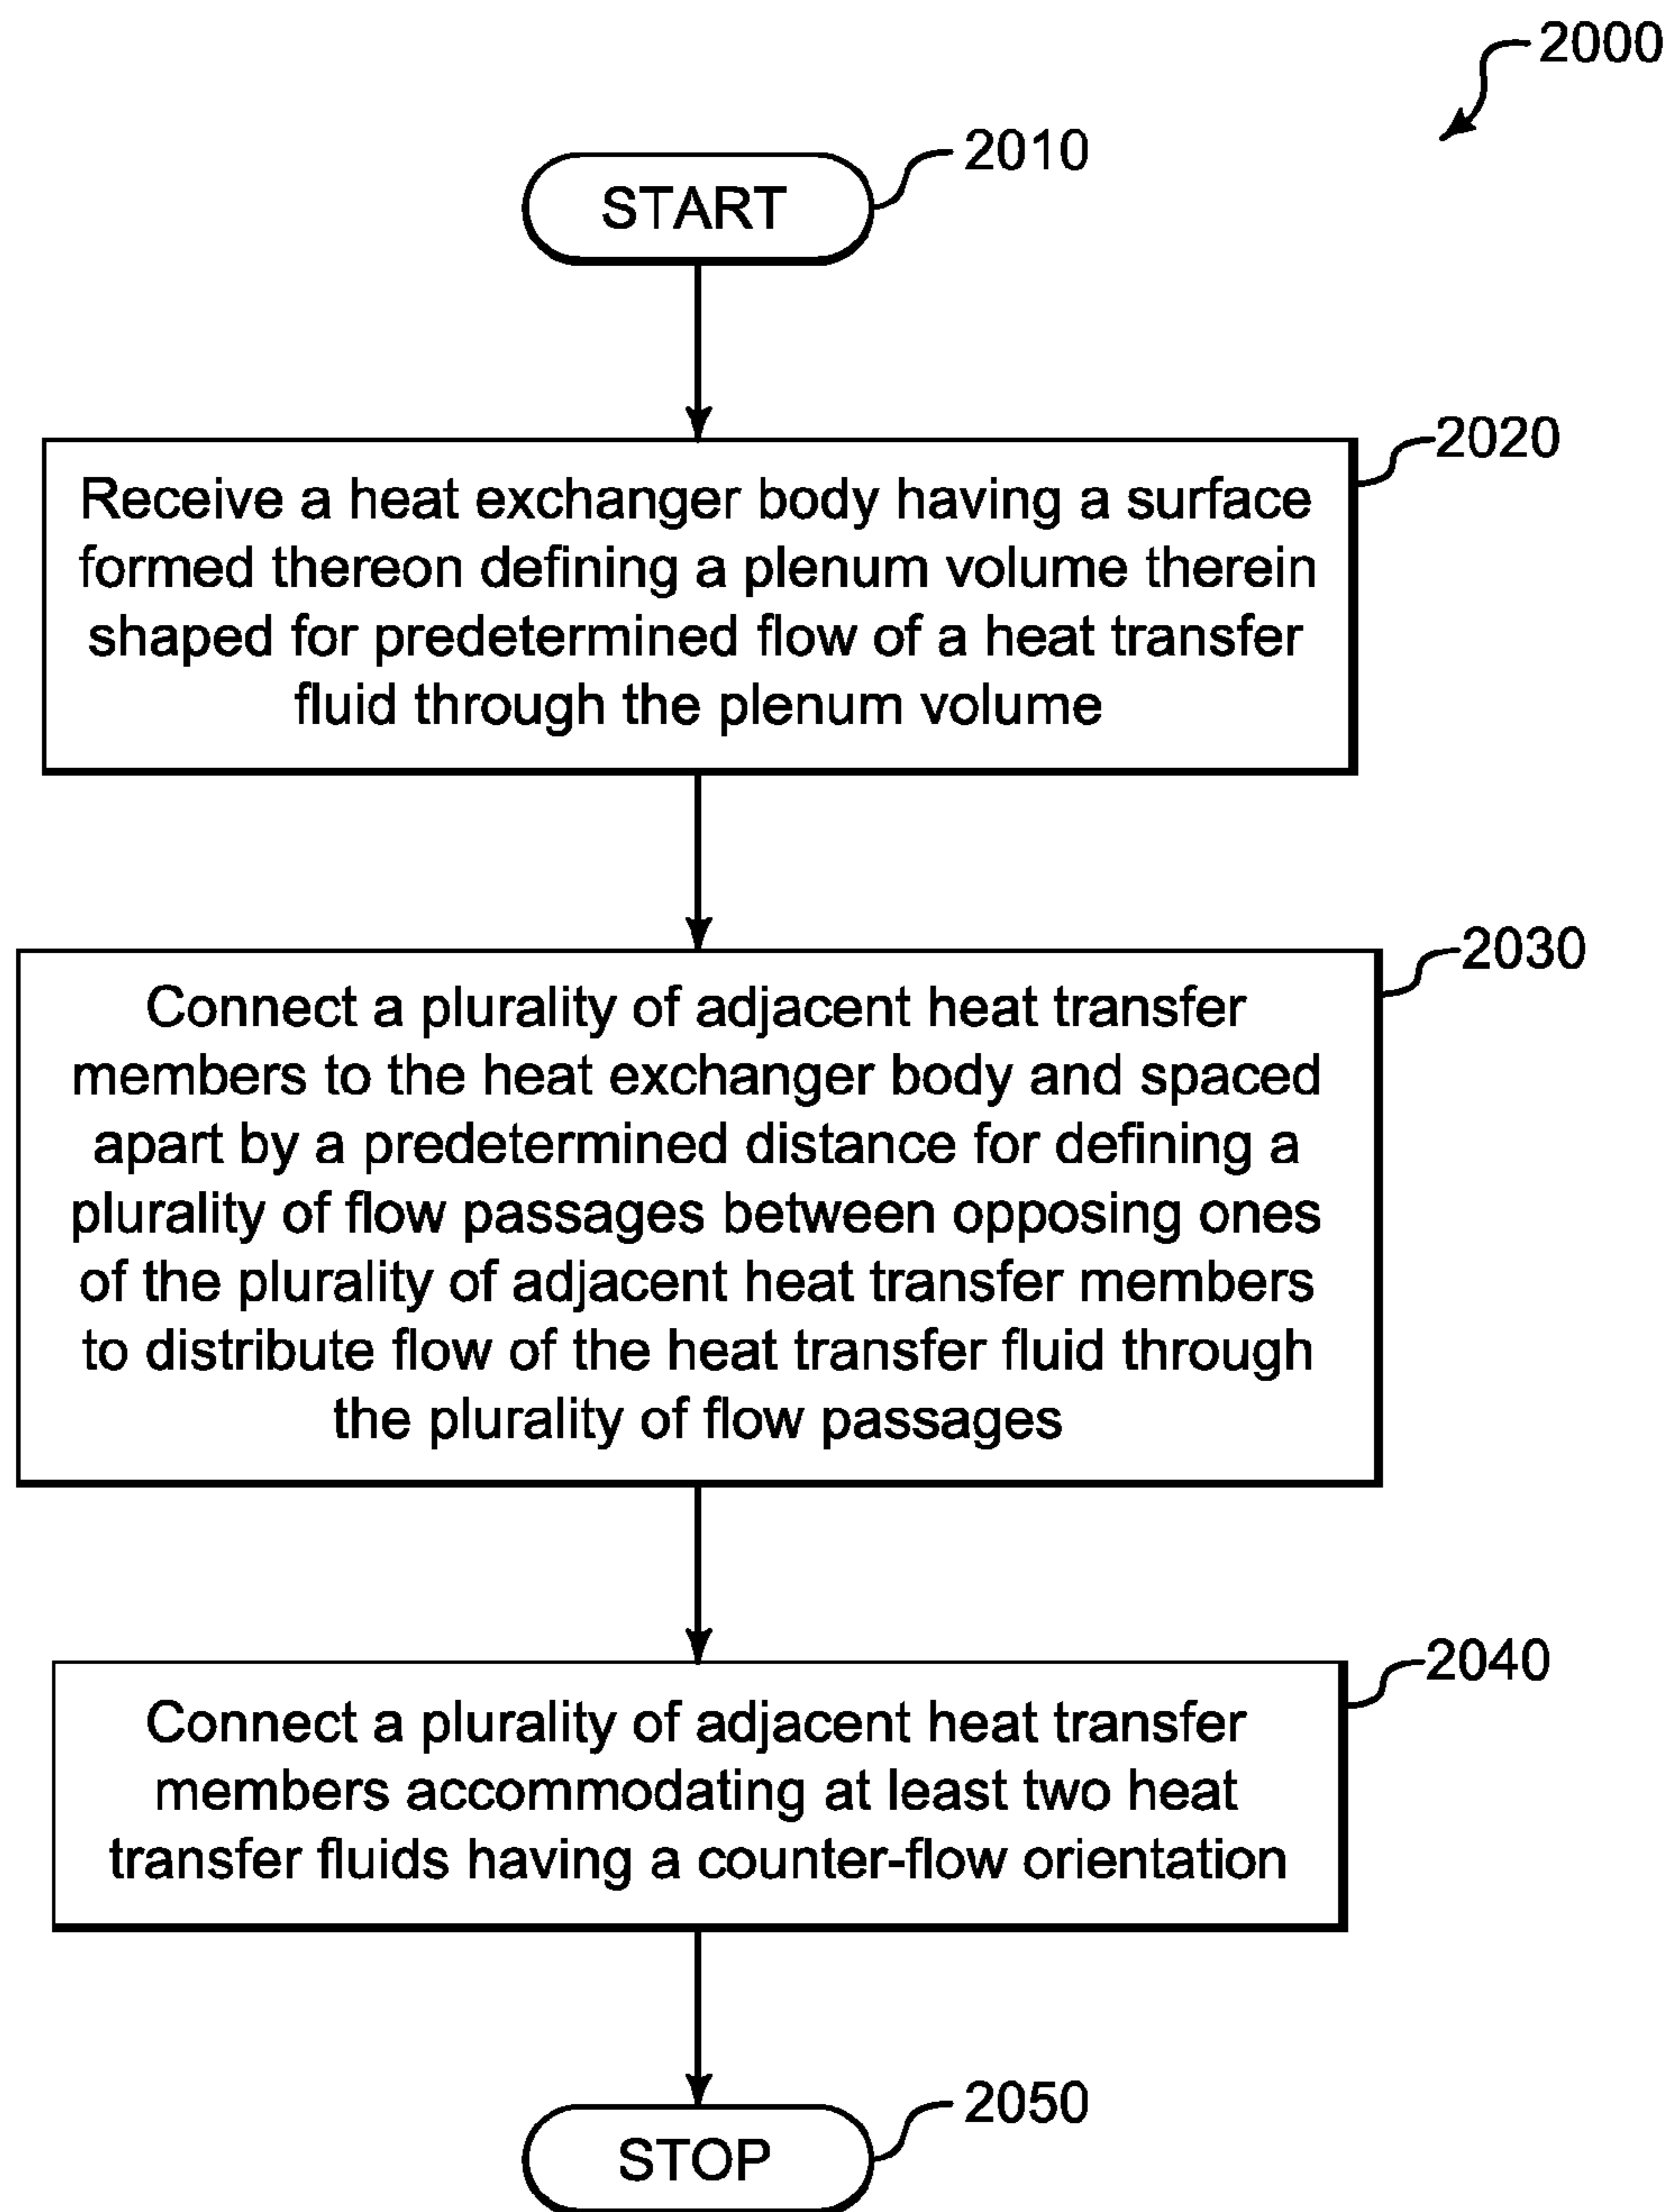 2000
2010
START
2020
Receive a heat exchanger body having a surface
formed thereon defining a plenum volume therein
shaped for predetermined flow of a heat transfer
fluid through the plenum volume
2030
Connect a plurality of adjacent heat transfer
members to the heat exchanger body and spaced
apart by a predetermined distance for defining a
plurality of flow passages between opposing ones
of the plurality of adjacent heat transfer members
to distribute flow of the heat transfer fluid through
the plurality of flow passages
2040
Connect a plurality of adjacent heat transfer
members accommodating at least two heat
transfer fluids having a counter-flow orientation
2050
STOP